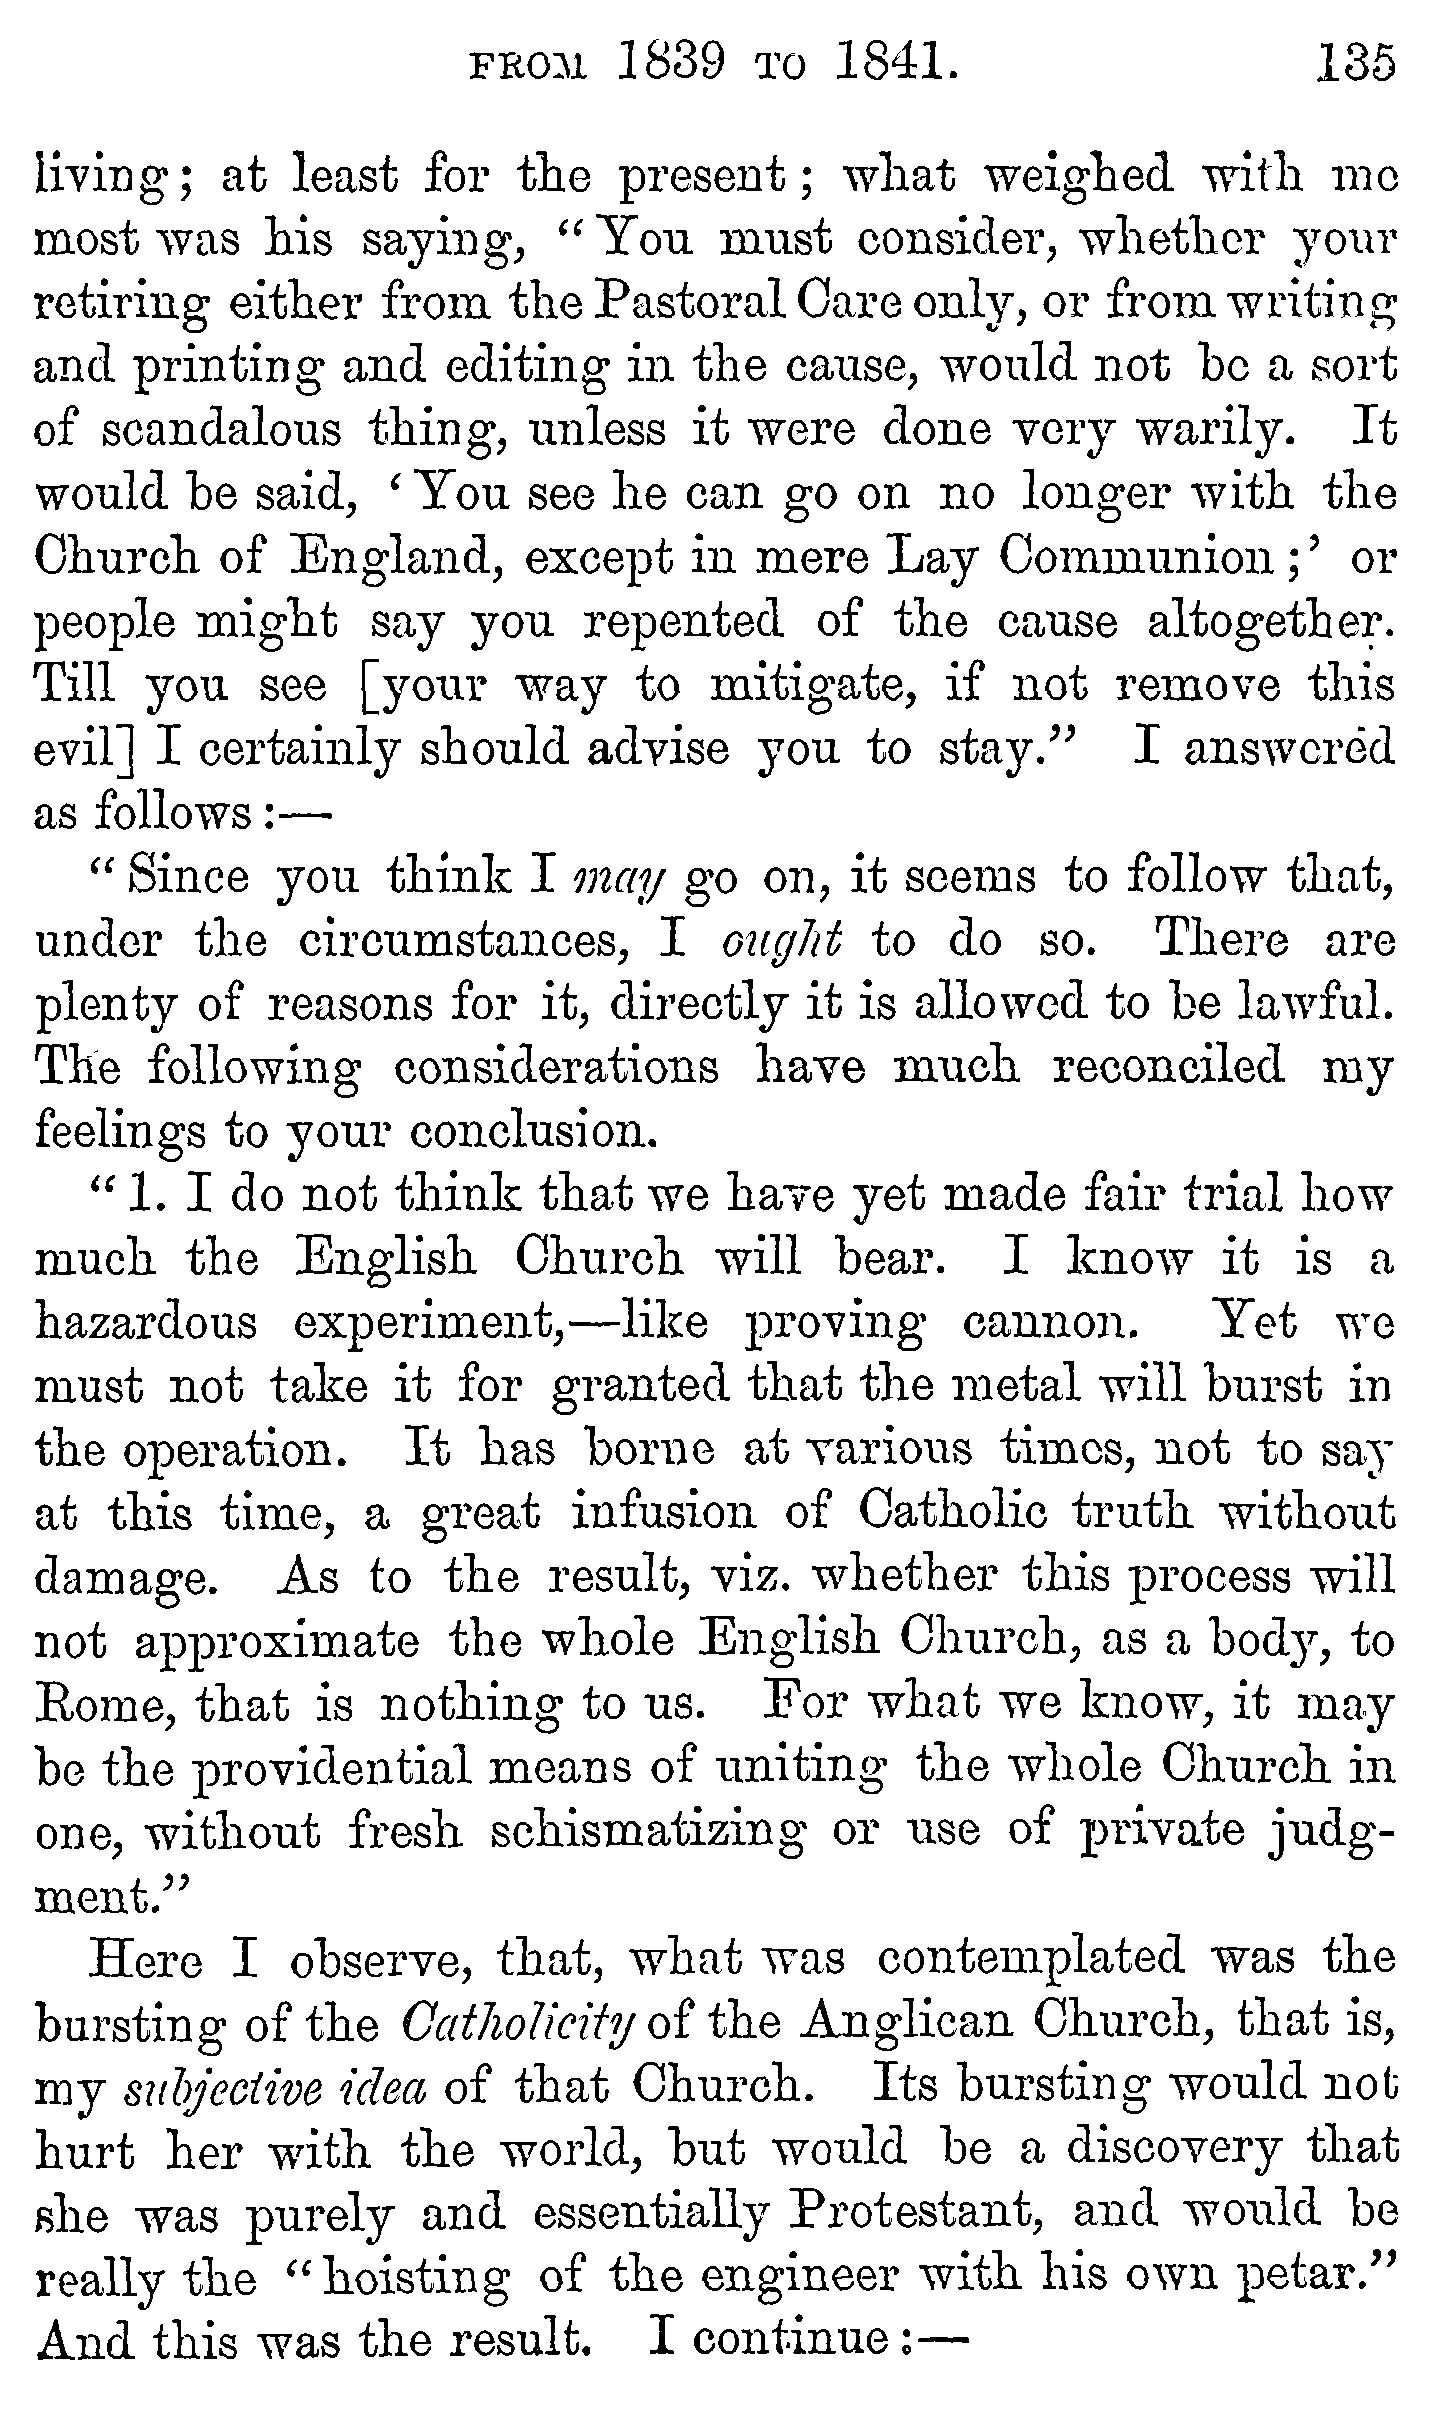 FROM 1839 TO 1841. 135
living; at least for the present; what weighed with me
most was his saying, "You must consider, whether your
retiring either from the Pastoral Care only, or from writing
and printing and editing in the cause, would not be a sort
of scandalous thing, unless it were done very warily. It
would be said, 'You see he can go on no longer with the
Church of England, except in mere Lay Communion;' or
people might say you repented of the cause altogether.
Till you see [your way to mitigate, if not remove this
evil] I certainly should advise you to stay." I answered
as follows:—
"Since you think I may go on, it seems to follow that,
under the circumstances, I ought to do so. There are
plenty of reasons for it, directly it is allowed to be lawful.
The following considerations have much reconciled my
feelings to your conclusion.
"1. I do not think that we have yet made fair trial how
much the English Church will bear. I know it is a
hazardous experiment,—like proving cannon. Yet we
must not take it for granted that the metal will burst in
the operation. It has borne at various times, not to say
at this time, a great infusion of Catholic truth without
damage. As to the result, viz. whether this process will
not approximate the whole English Church, as a body, to
Rome, that is nothing to us. For what we know, it may
be the providential means of uniting the whole Church in
one, without fresh schismatizing or use of private judg-
ment."
Here I observe, that, what was contemplated was the
bursting of the Catholicity of the Anglican Church, that is,
my subjective idea of that Church. Its bursting would not
hurt her with the world, but would be a discovery that
she was purely and essentially Protestant, and would be
really the "hoisting of the engineer with his own petar."
And this was the result. I continue:—